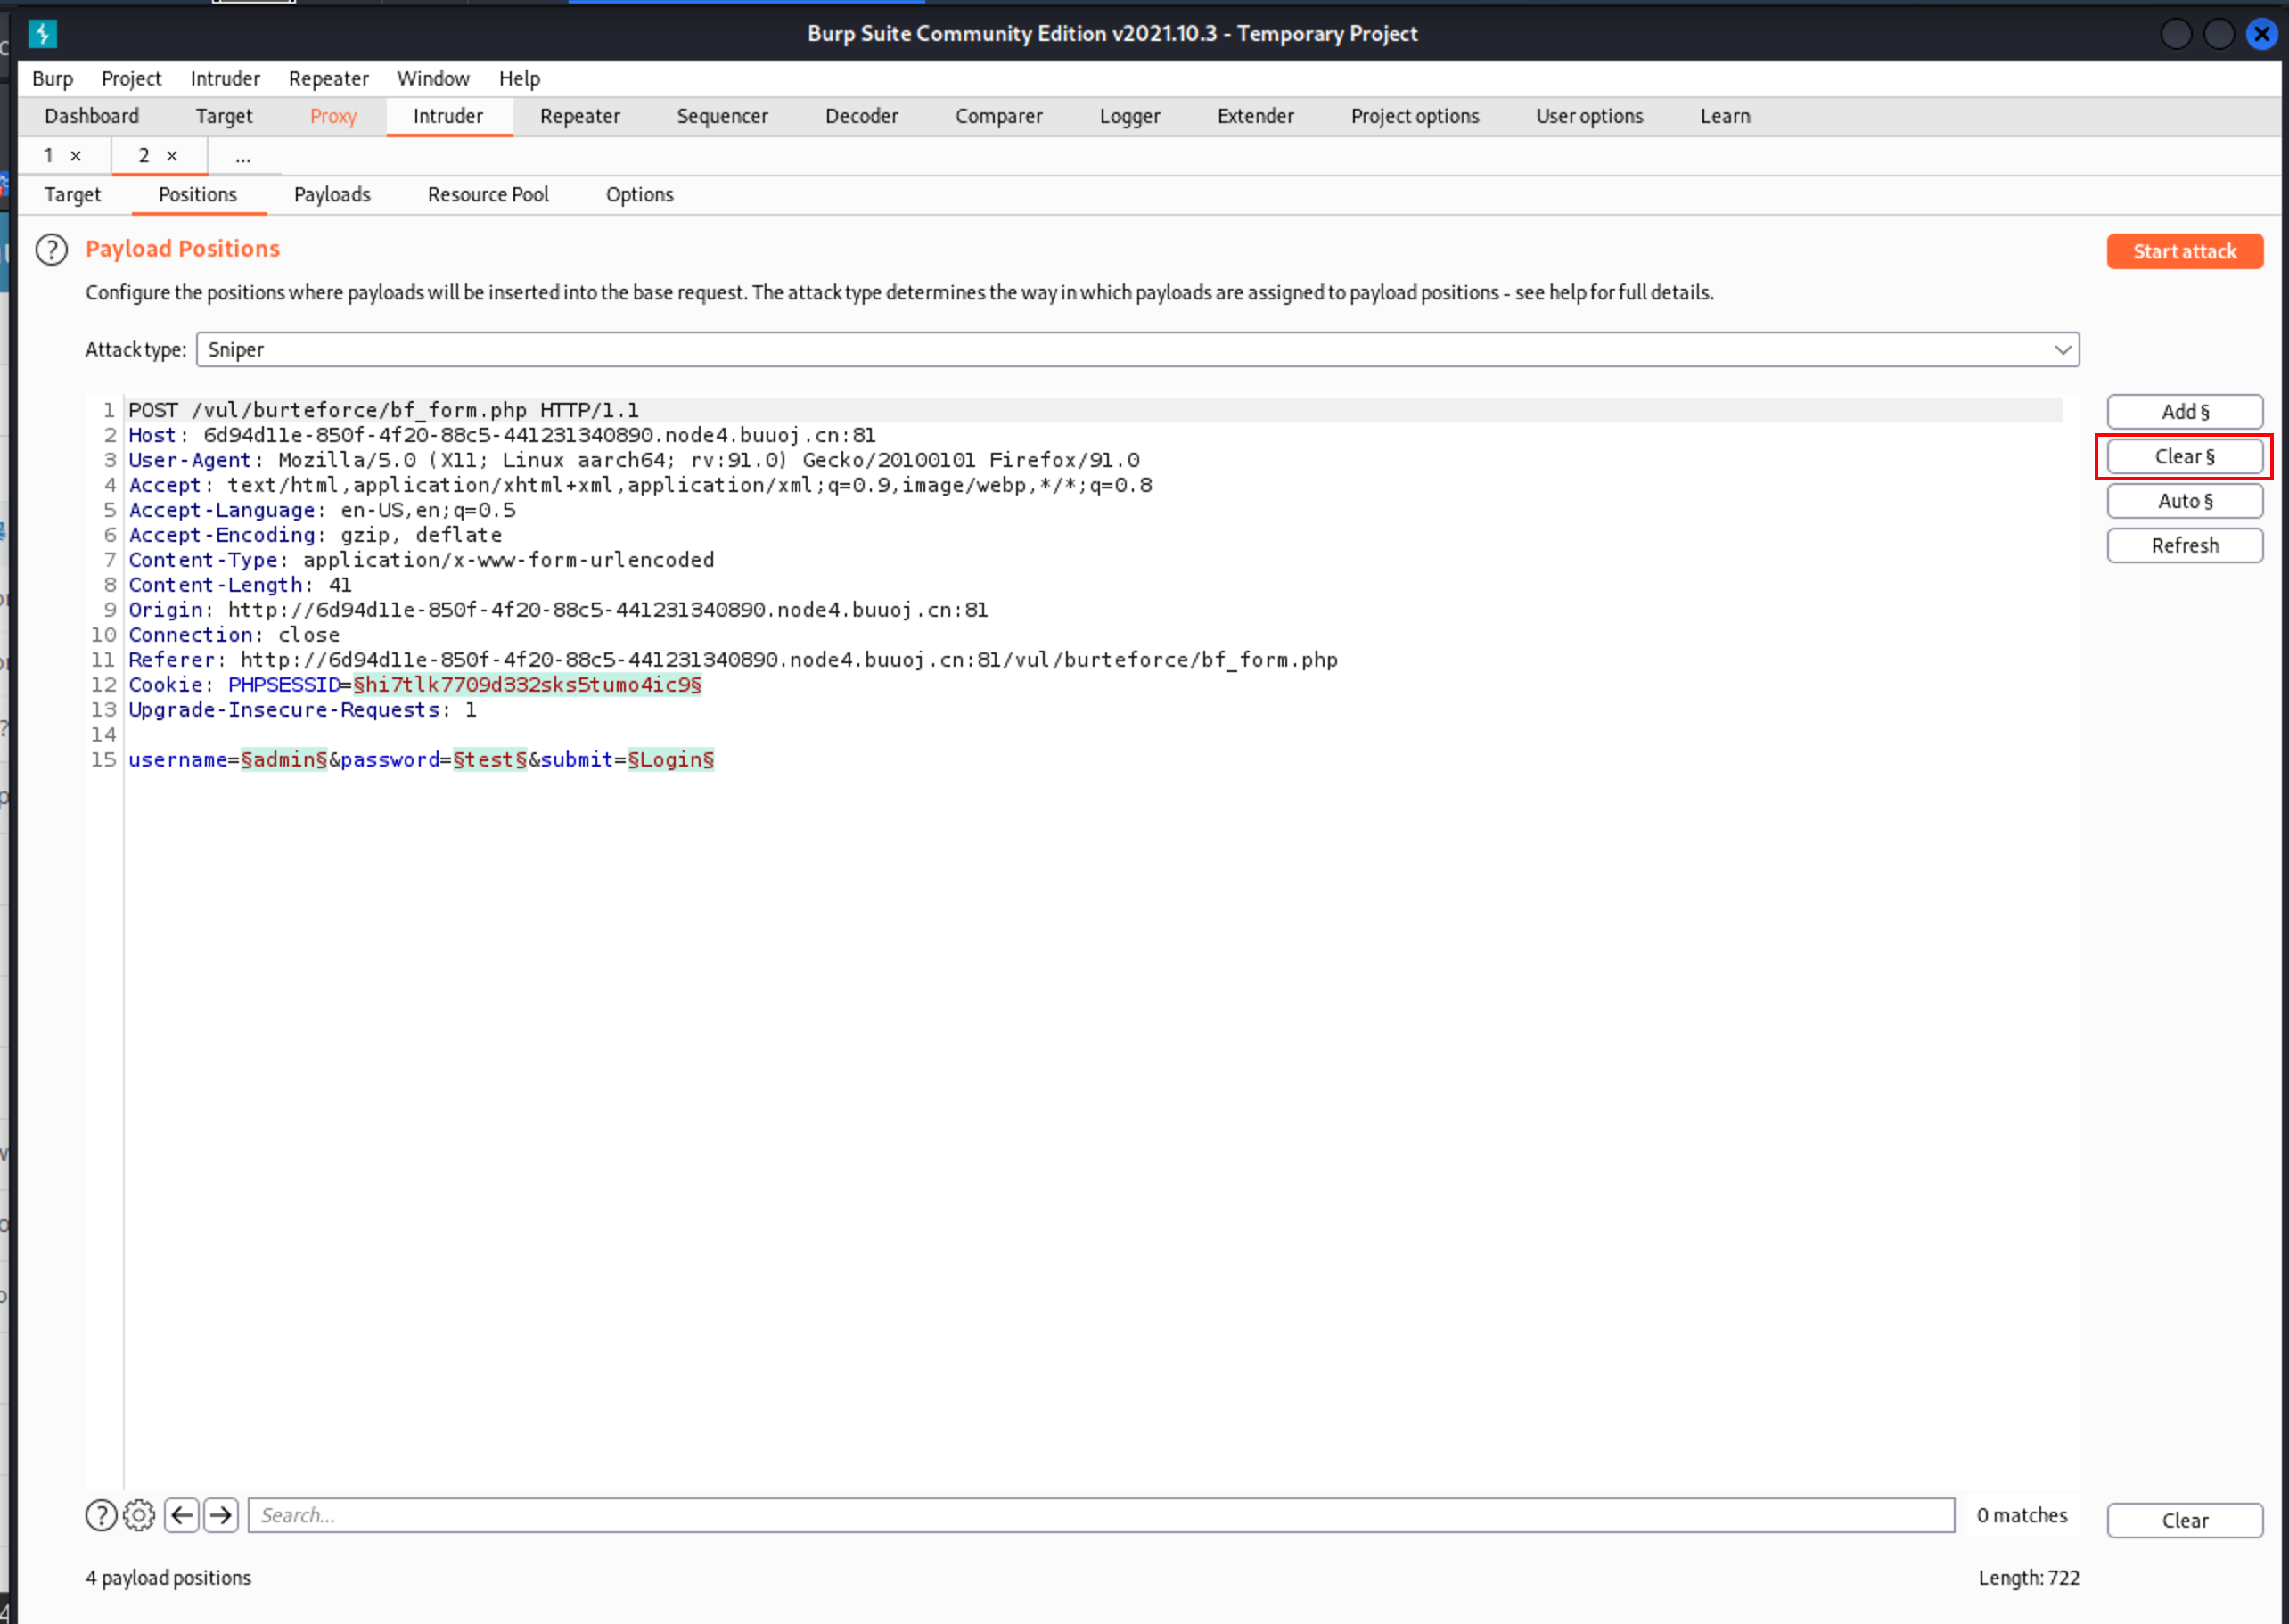 Burp Suite Community Edition v2021.10.3 - Temporary Project
Burp Project Intruder Repeater Window Help
Dashboard Target Proxy Intruder Repeater Sequencer Decoder Comparer Logger Extender Project options User options Learn
1 × 2 × ...
Target Positions Payloads Resource Pool Options
? Payload Positions
Start attack
Configure the positions where payloads will be inserted into the base request. The attack type determines the way in which payloads are assigned to payload positions - see help for full details.
Attack type: Sniper
1 POST /vul/burteforce/bf_form.php HTTP/1.1
2 Host: 6d94d11e-850f-4f20-88c5-441231340890.node4.buuoj.cn:81
3 User-Agent: Mozilla/5.0 (X11; Linux aarch64; rv:91.0) Gecko/20100101 Firefox/91.0
4 Accept: text/html,application/xhtml+xml,application/xml;q=0.9,image/webp,*/*;q=0.8
5 Accept-Language: en-US,en;q=0.5
6 Accept-Encoding: gzip, deflate
7 Content-Type: application/x-www-form-urlencoded
8 Content-Length: 41
9 Origin: http://6d94d11e-850f-4f20-88c5-441231340890.node4.buuoj.cn:81
10 Connection: close
11 Referer: http://6d94d11e-850f-4f20-88c5-441231340890.node4.buuoj.cn:81/vul/burteforce/bf_form.php
12 Cookie: PHPSESSID=§hi7tlk7709d332sks5tumo4ic9§
13 Upgrade-Insecure-Requests: 1
14
15 username=§admin§&password=§test§&submit=§Login§
Add §
Clear §
Auto §
Refresh
? Search...
0 matches
Clear
4 payload positions
Length: 722